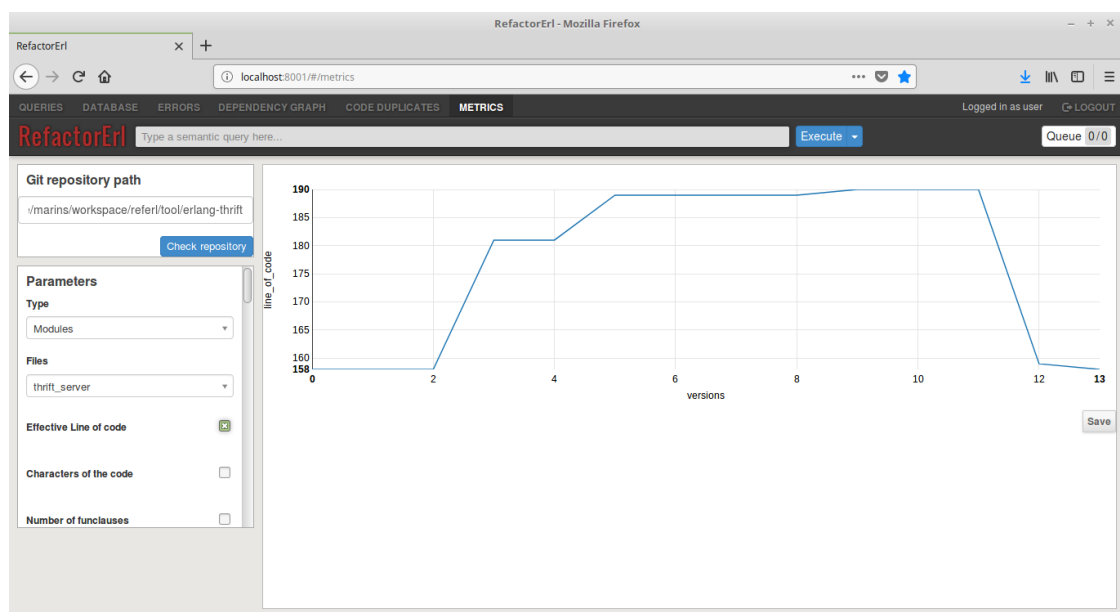 RefactorErl - Mozilla Firefox
RefactorErl
localhost:8001/#/metrics
QUERIES DATABASE ERRORS DEPENDENCY GRAPH CODE DUPLICATES METRICS Logged in as user LOGOUT
RefactorErl Type a semantic query here... Execute Queue 0/0
Git repository path
/marins/workspace/referl/tool/erlang-thrift
Check repository
Parameters
Type
Modules
Files
thrift_server
Effective Line of code
Characters of the code
Number of funclauses
line_of_code
190
185
180
175
170
165
160
158
0 2 4 6 8 10 12 13
versions
Save